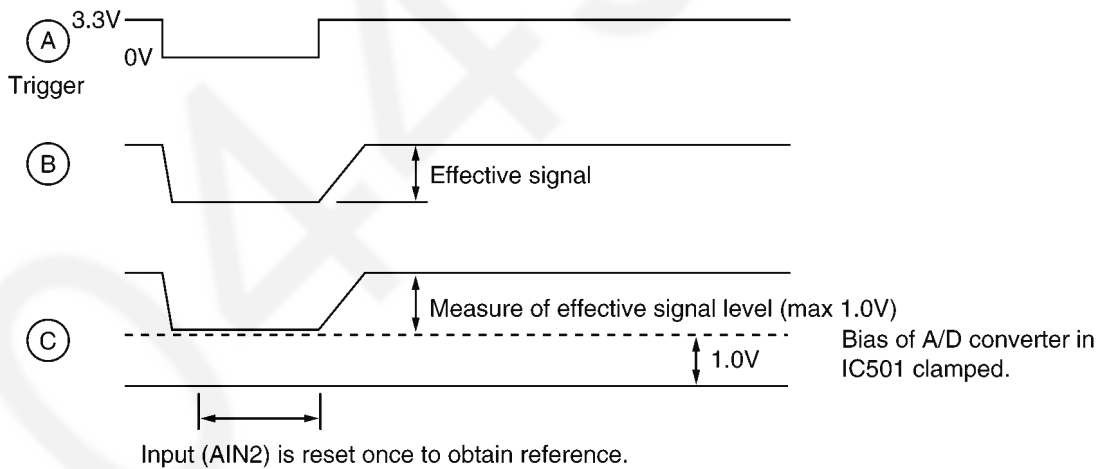 3.3V
A
0V
Trigger
B
Effective signal
Measure of effective signal level (max 1.0V)
C
Bias of A/D converter in
IC501 clamped.
1.0V
Input (AIN2) is reset once to obtain reference.